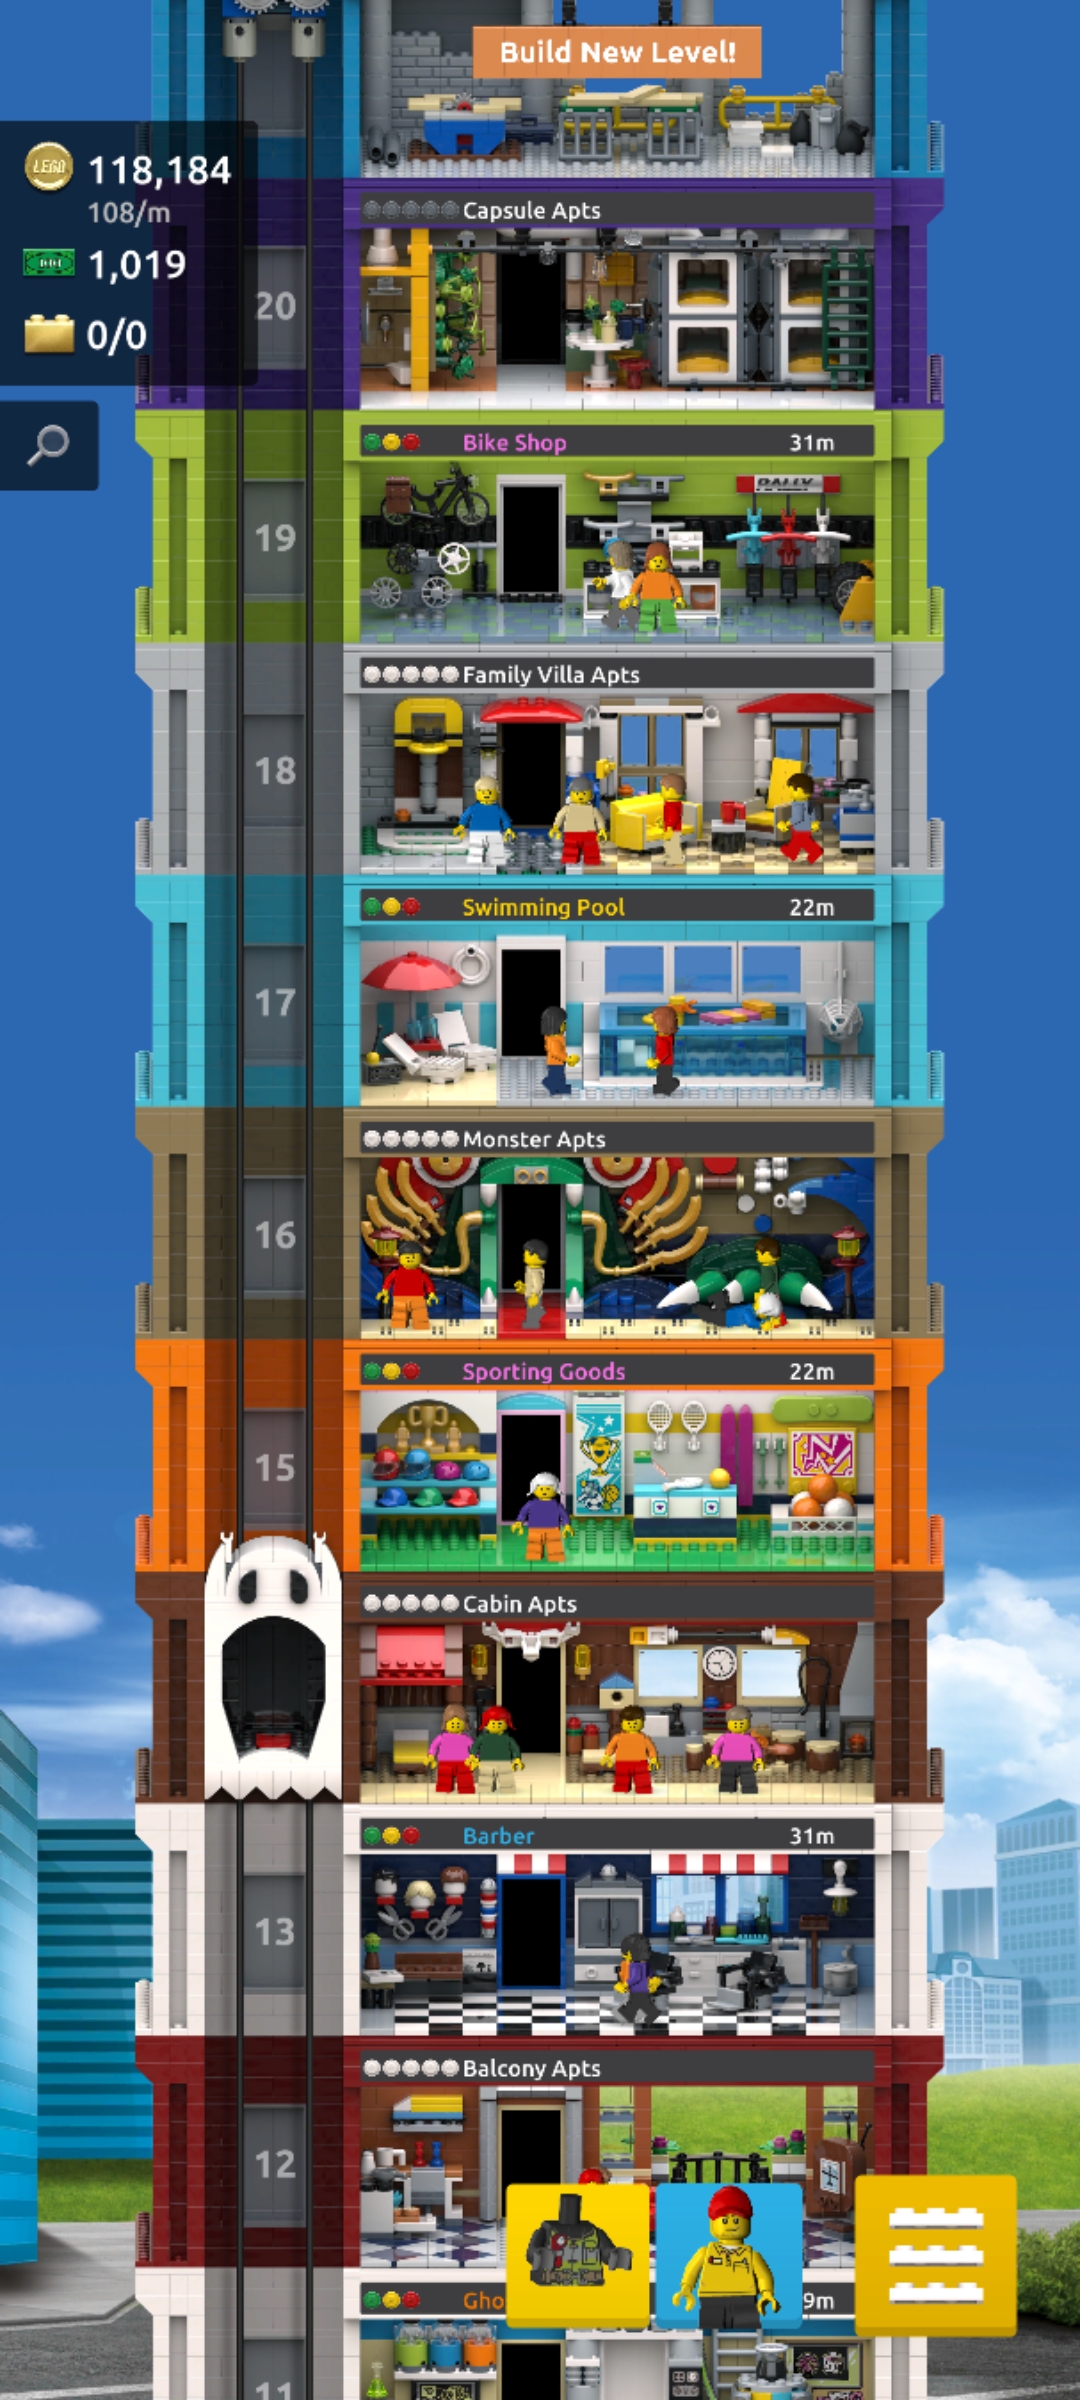 Build New Level!
LEGO
118,184
108/m
1,019
0/0
Capsule Apts
20
Bike Shop
31m
RALLY
19
Family Villa Apts
18
Swimming Pool
22m
17
Monster Apts
16
Sporting Goods
22m
15
N
Cabin Apts
Barber
31m
13
Balcony Apts
12
Gho
9m
11